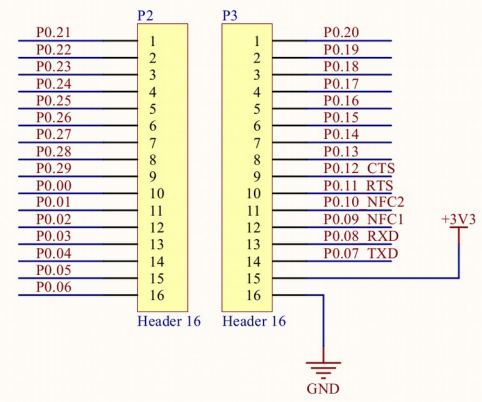 P2
P0.21 1
P0.22 2
P0.23 3
P0.24 4
P0.25 5
P0.26 6
P0.27 7
P0.28 8
P0.29 9
P0.00 10
P0.01 11
P0.02 12
P0.03 13
P0.04 14
P0.05 15
P0.06 16
Header 16
P3
1 P0.20
2 P0.19
3 P0.18
4 P0.17
5 P0.16
6 P0.15
7 P0.14
8 P0.13
9 P0.12 CTS
10 P0.11 RTS
11 P0.10 NFC2
12 P0.09 NFC1
13 P0.08 RXD
14 P0.07 TXD
15
16
Header 16
+3V3
GND